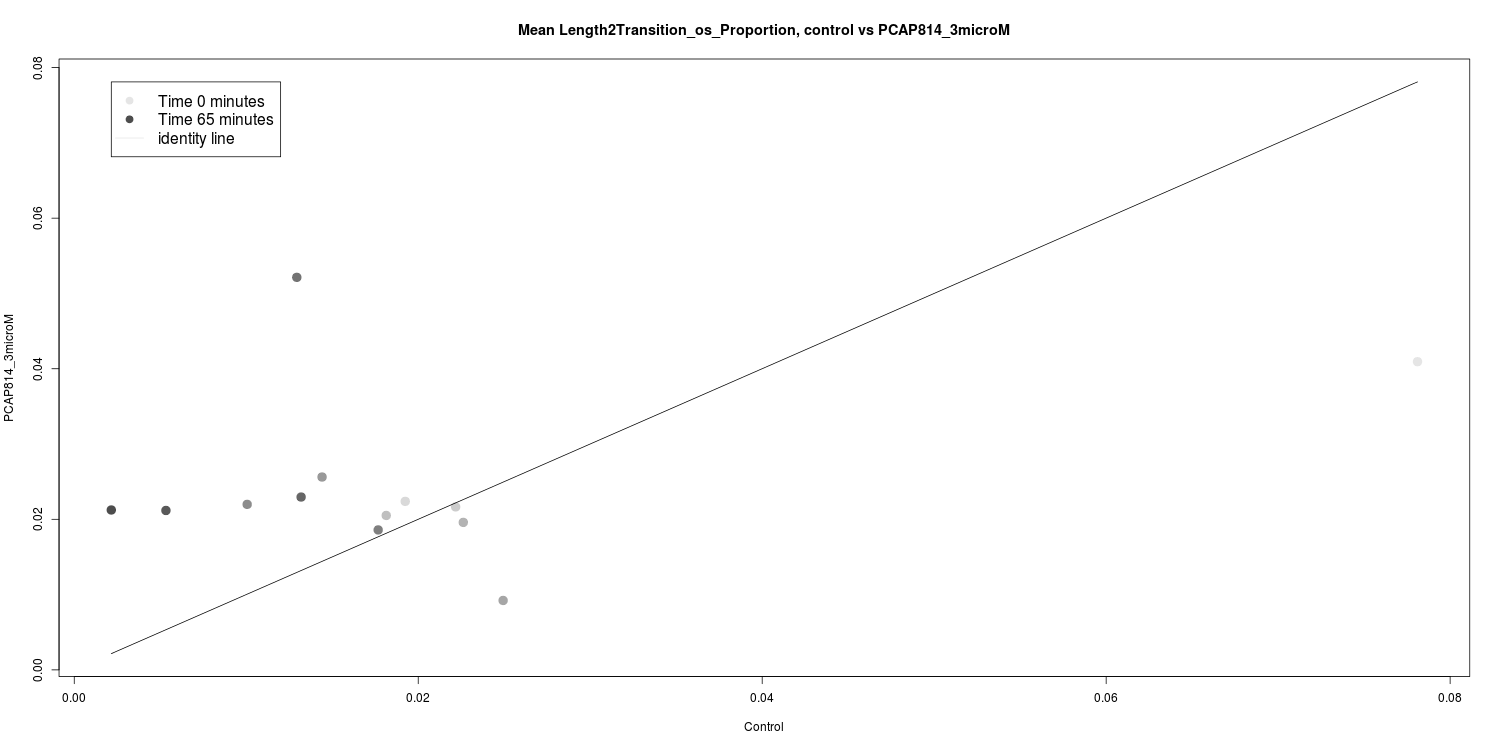 Mean Length2Transition_os_Proportion, control vs PCAP814_3microM
Time 0 minutes
Time 65 minutes
identity line
PCAP814_3microM
0.08
0.06
0.04
0.02
0.00
0.00 0.02 0.04 0.06 0.08
Control